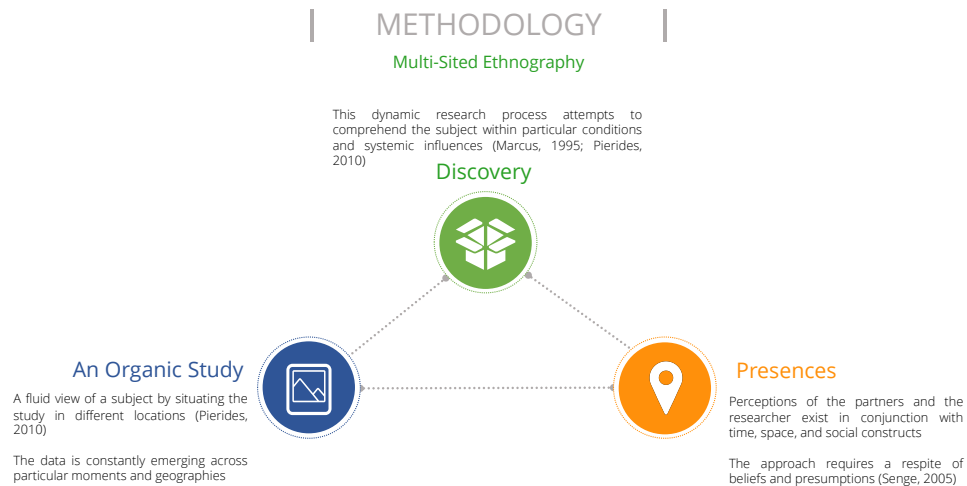 METHODOLOGY
Multi-Sited Ethnography
This dynamic research process attempts to
comprehend the subject within particular conditions
and systemic influences (Marcus, 1995; Pierides,
2010)
Discovery
An Organic Study
A fluid view of a subject by situating the
study in different locations (Pierides,
2010)
The data is constantly emerging across
particular moments and geographies
Presences
Perceptions of the partners and the
researcher exist in conjunction with
time, space, and social constructs
The approach requires a respite of
beliefs and presumptions (Senge, 2005)